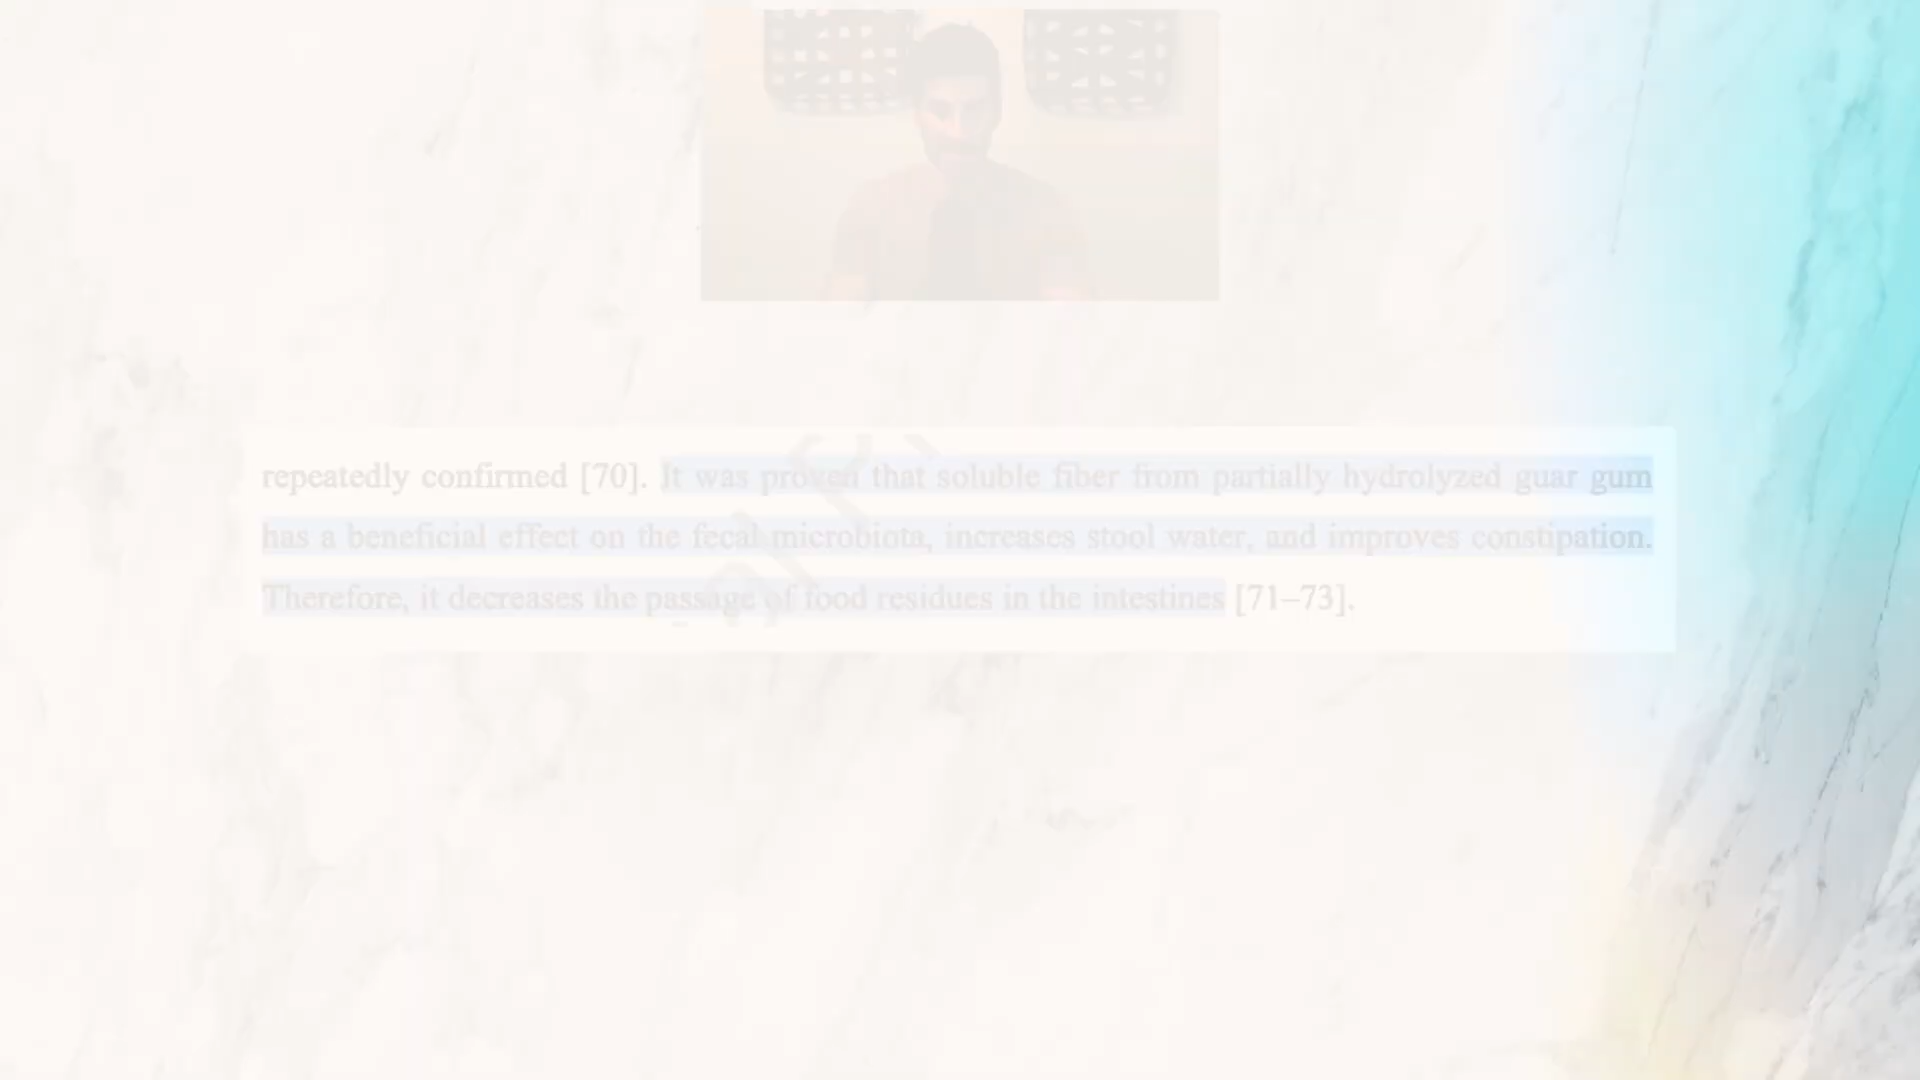 repeatedly confirmed [70]. It was proven that soluble fiber from partially hydrolyzed guar gum
has a beneficial effect on the fecal microbiota, increases stool water, and improves constipation.
Therefore, it decreases the passage of food residues in the intestines [71–73].